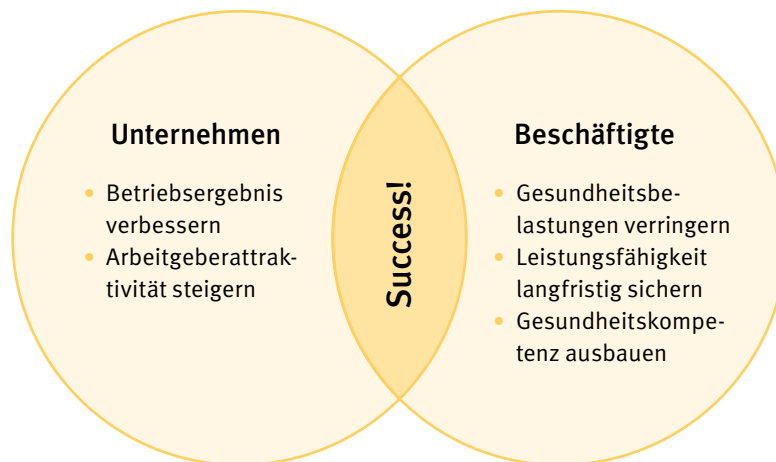 Unternehmen
• Betriebsergebnis
verbessern
• Arbeitgeberattrak-
tivität steigern
Success!
Beschäftigte
• Gesundheitsbe-
lastungen verringern
• Leistungsfähigkeit
langfristig sichern
• Gesundheitskompe-
tenz ausbauen